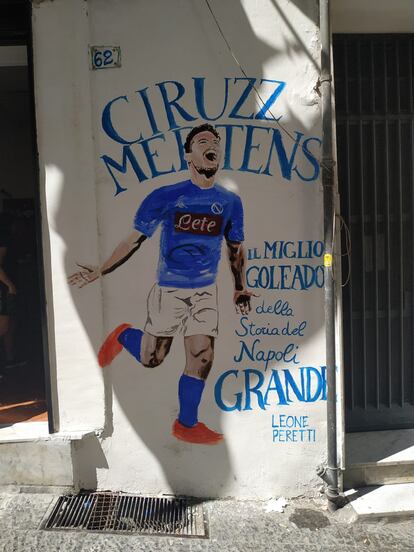 62
CIRUZZ
MERTENS
Lete
IL MIGLIO
GOLEADO
della
Storia del
Napoli
GRANDE
LEONE
PERETTI